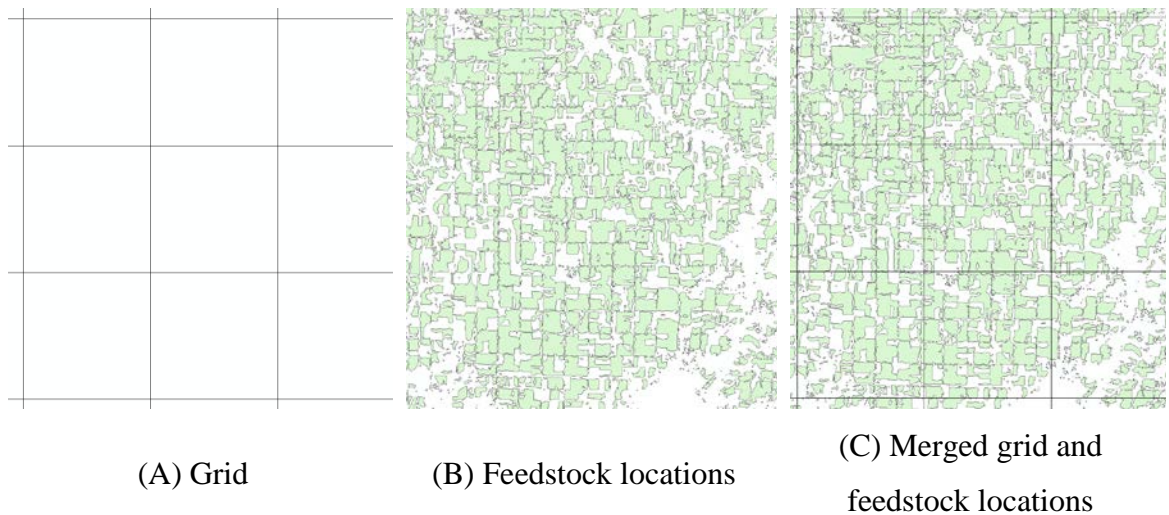 (A) Grid
(B) Feedstock locations
(C) Merged grid and
feedstock locations